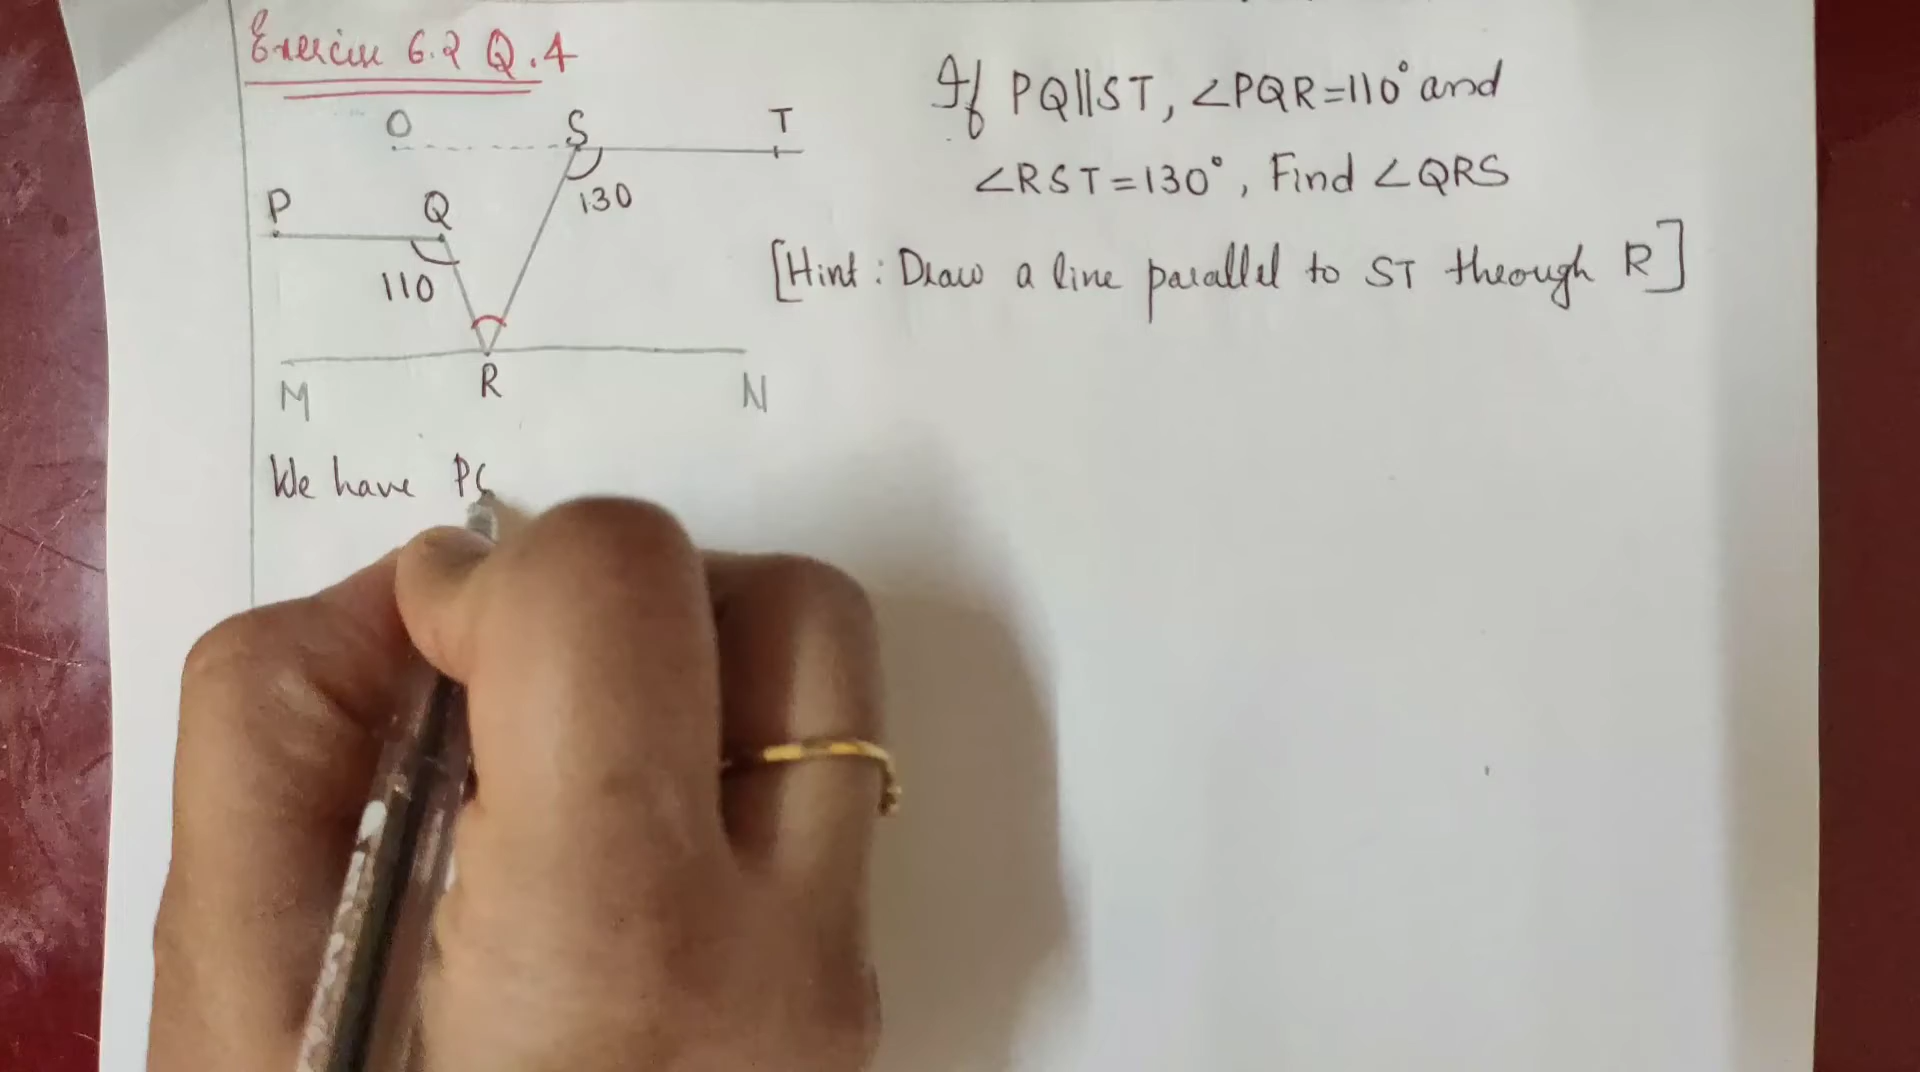 Exercise 6.2 Q.4
If PQ||ST, ∠PQR=110° and
∠RST=130°, Find ∠QRS
[Hint: Draw a line parallel to ST through R]
O S T
P Q 130
110
R
M N
We have P